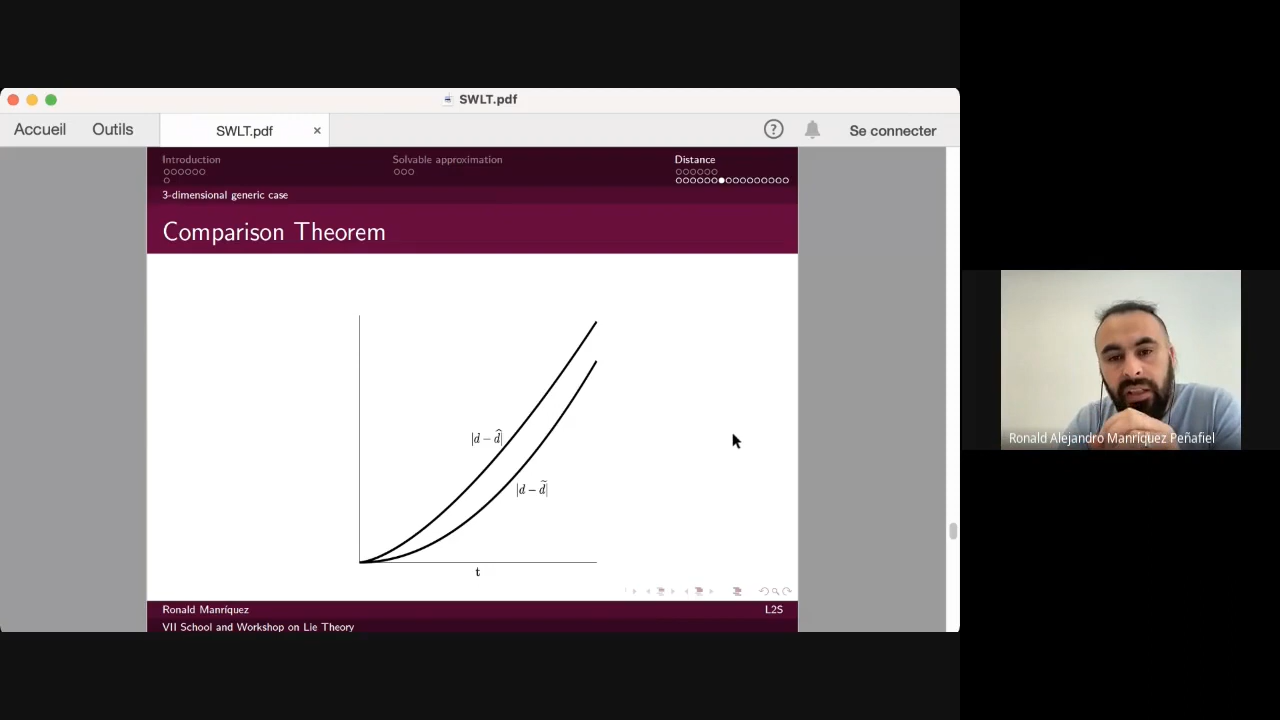 SWLT.pdf
Accueil Outils SWLT.pdf × ? Se connecter
Introduction Solvable approximation Distance
3-dimensional generic case
Comparison Theorem
|d − d̂|
|d − d̃|
t
Ronald Manríquez L2S
VII School and Workshop on Lie Theory
Ronald Alejandro Manríquez Peñafiel